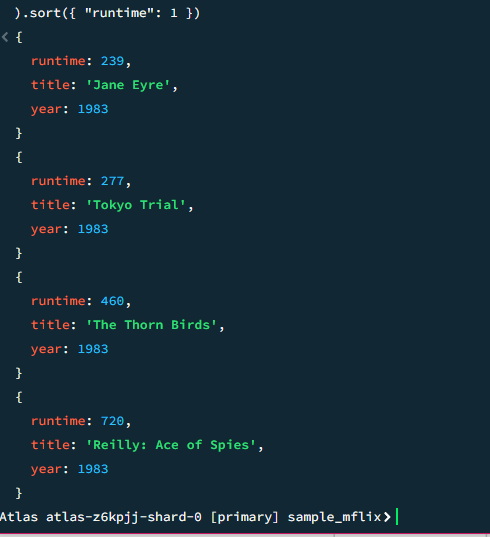 ).sort({ "runtime": 1 })
< {
runtime: 239,
title: 'Jane Eyre',
year: 1983
}
{
runtime: 277,
title: 'Tokyo Trial',
year: 1983
}
{
runtime: 460,
title: 'The Thorn Birds',
year: 1983
}
{
runtime: 720,
title: 'Reilly: Ace of Spies',
year: 1983
}
Atlas atlas-z6kpjj-shard-0 [primary] sample_mflix>